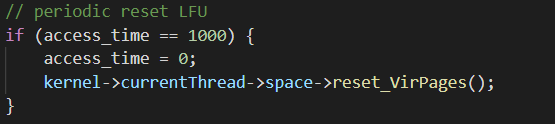 // periodic reset LFU
if (access_time == 1000) {
    access_time = 0;
    kernel->currentThread->space->reset_VirPages();
}